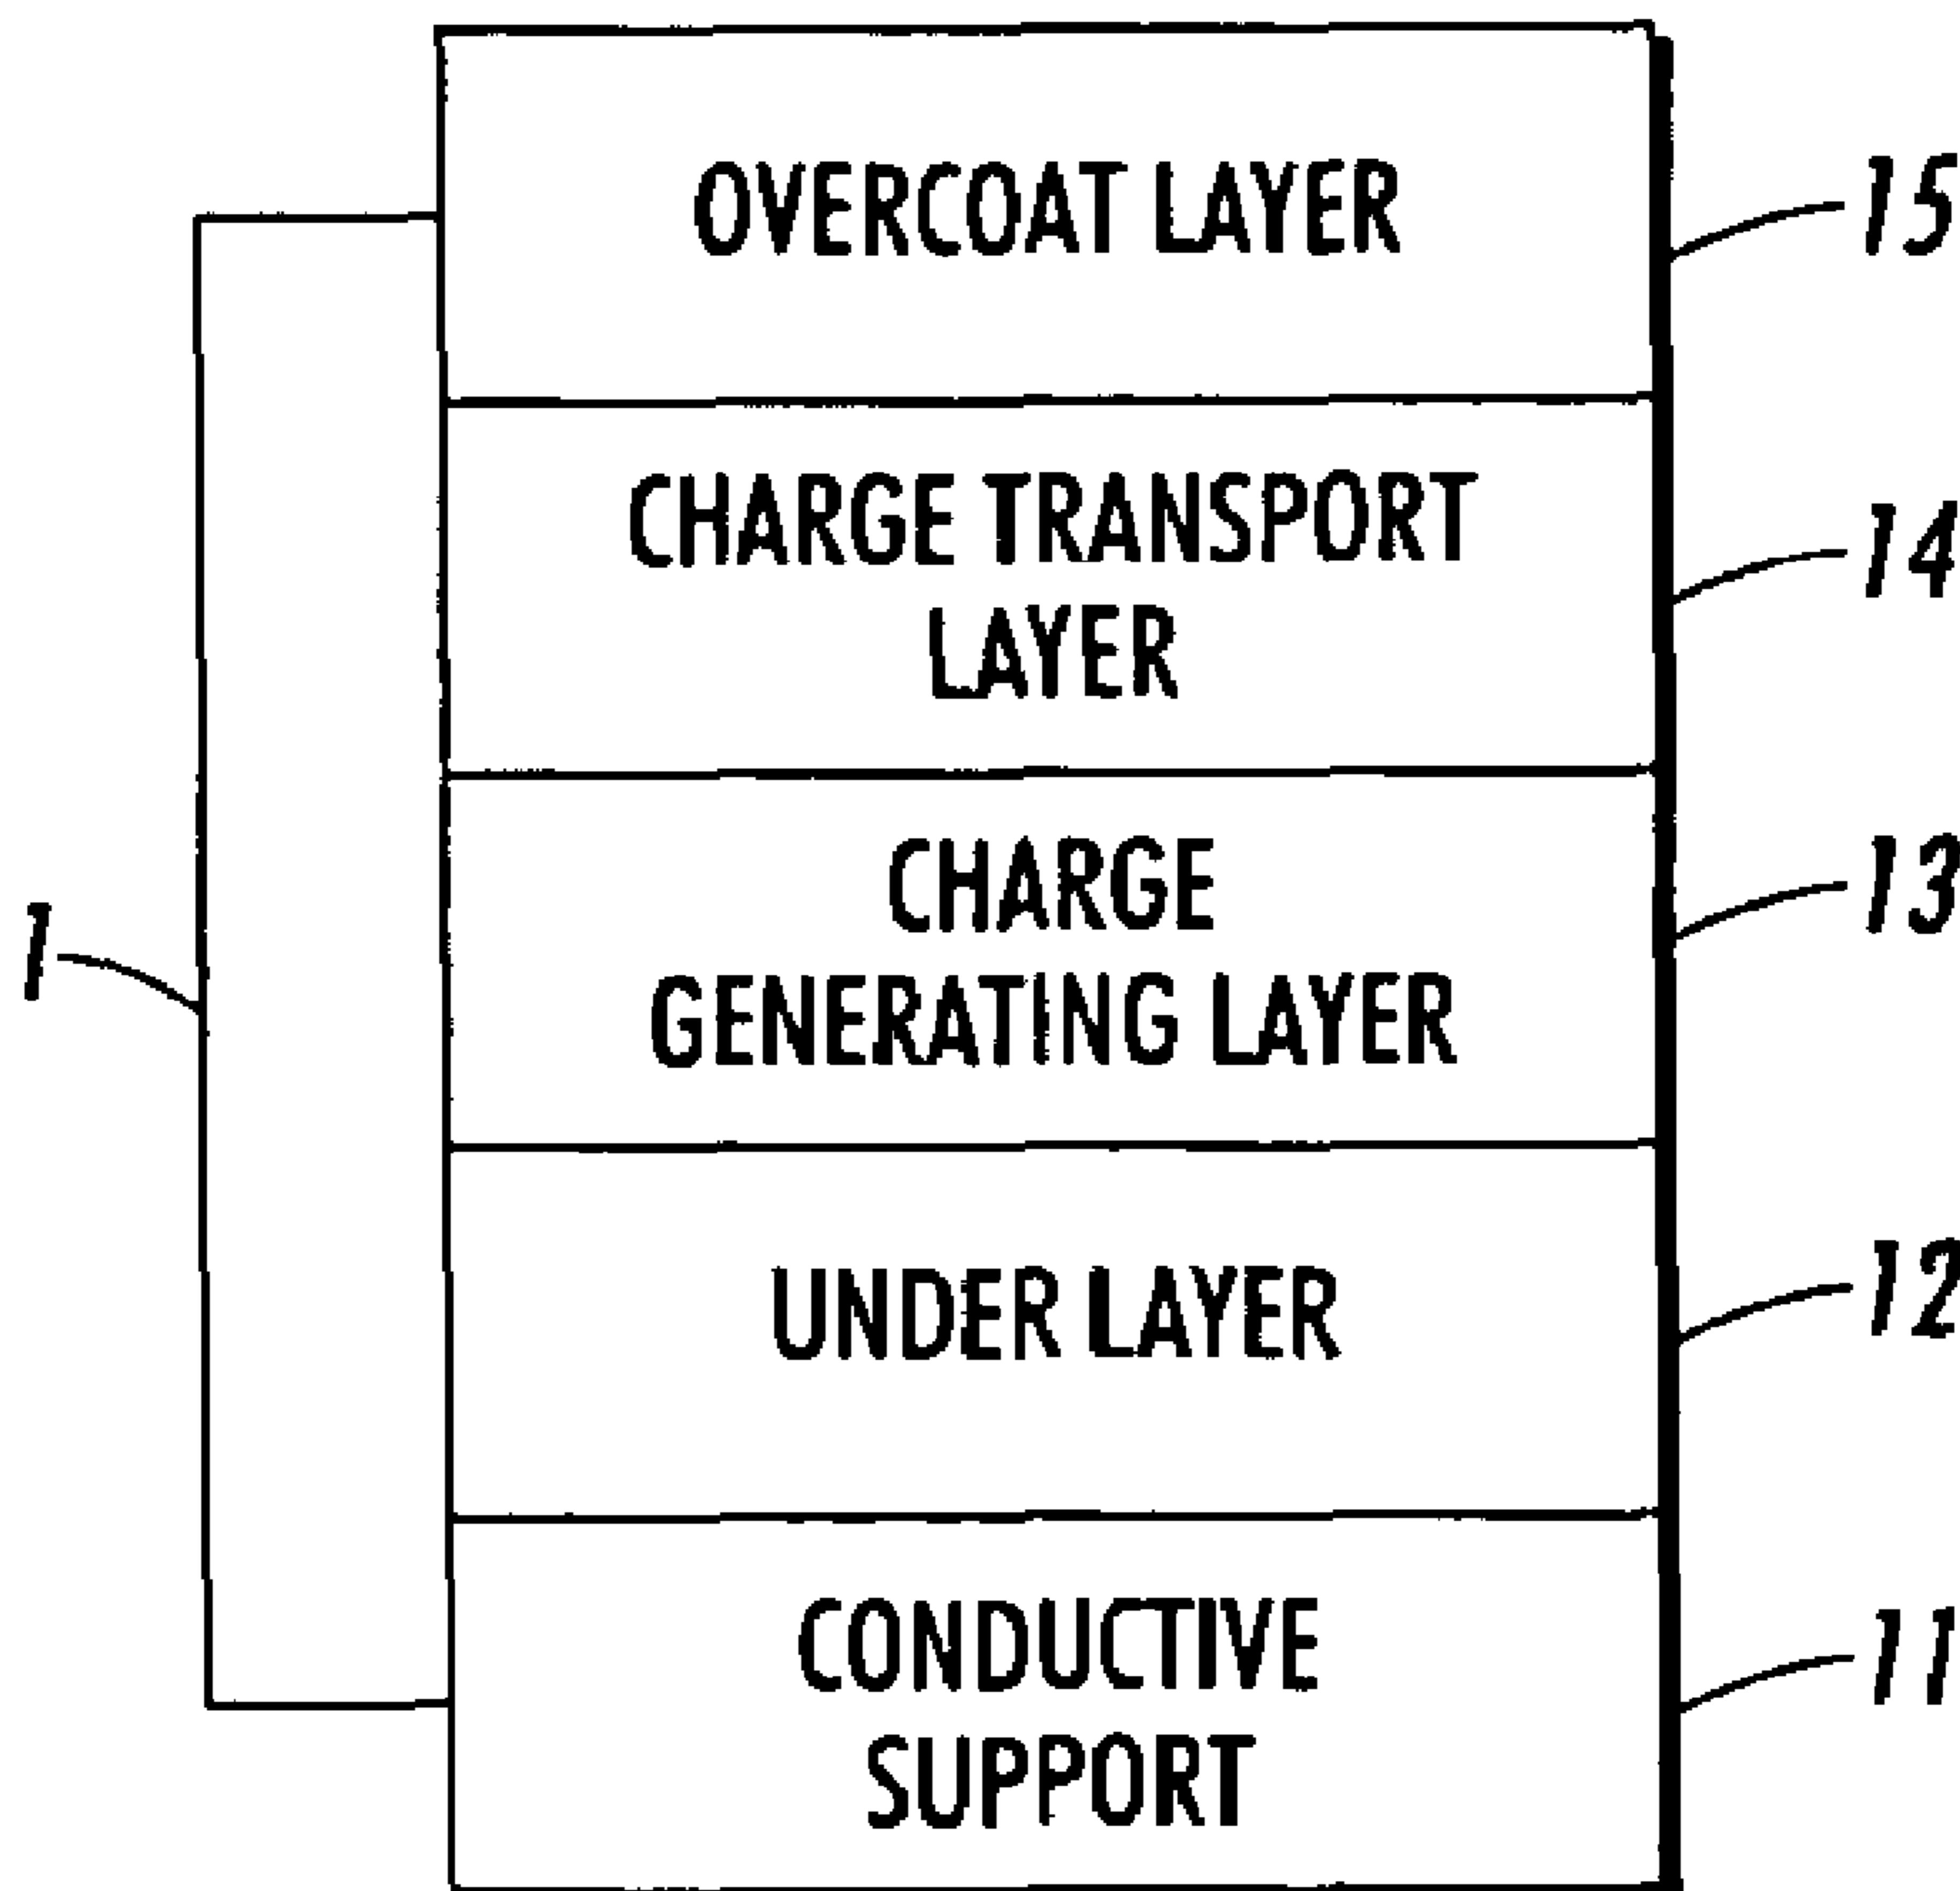 OVERCOAT LAYER
15
CHARGE TRANSPORT
LAYER
14
CHARGE
GENERATING LAYER
13
1
UNDER LAYER
12
CONDUCTIVE
SUPPORT
11